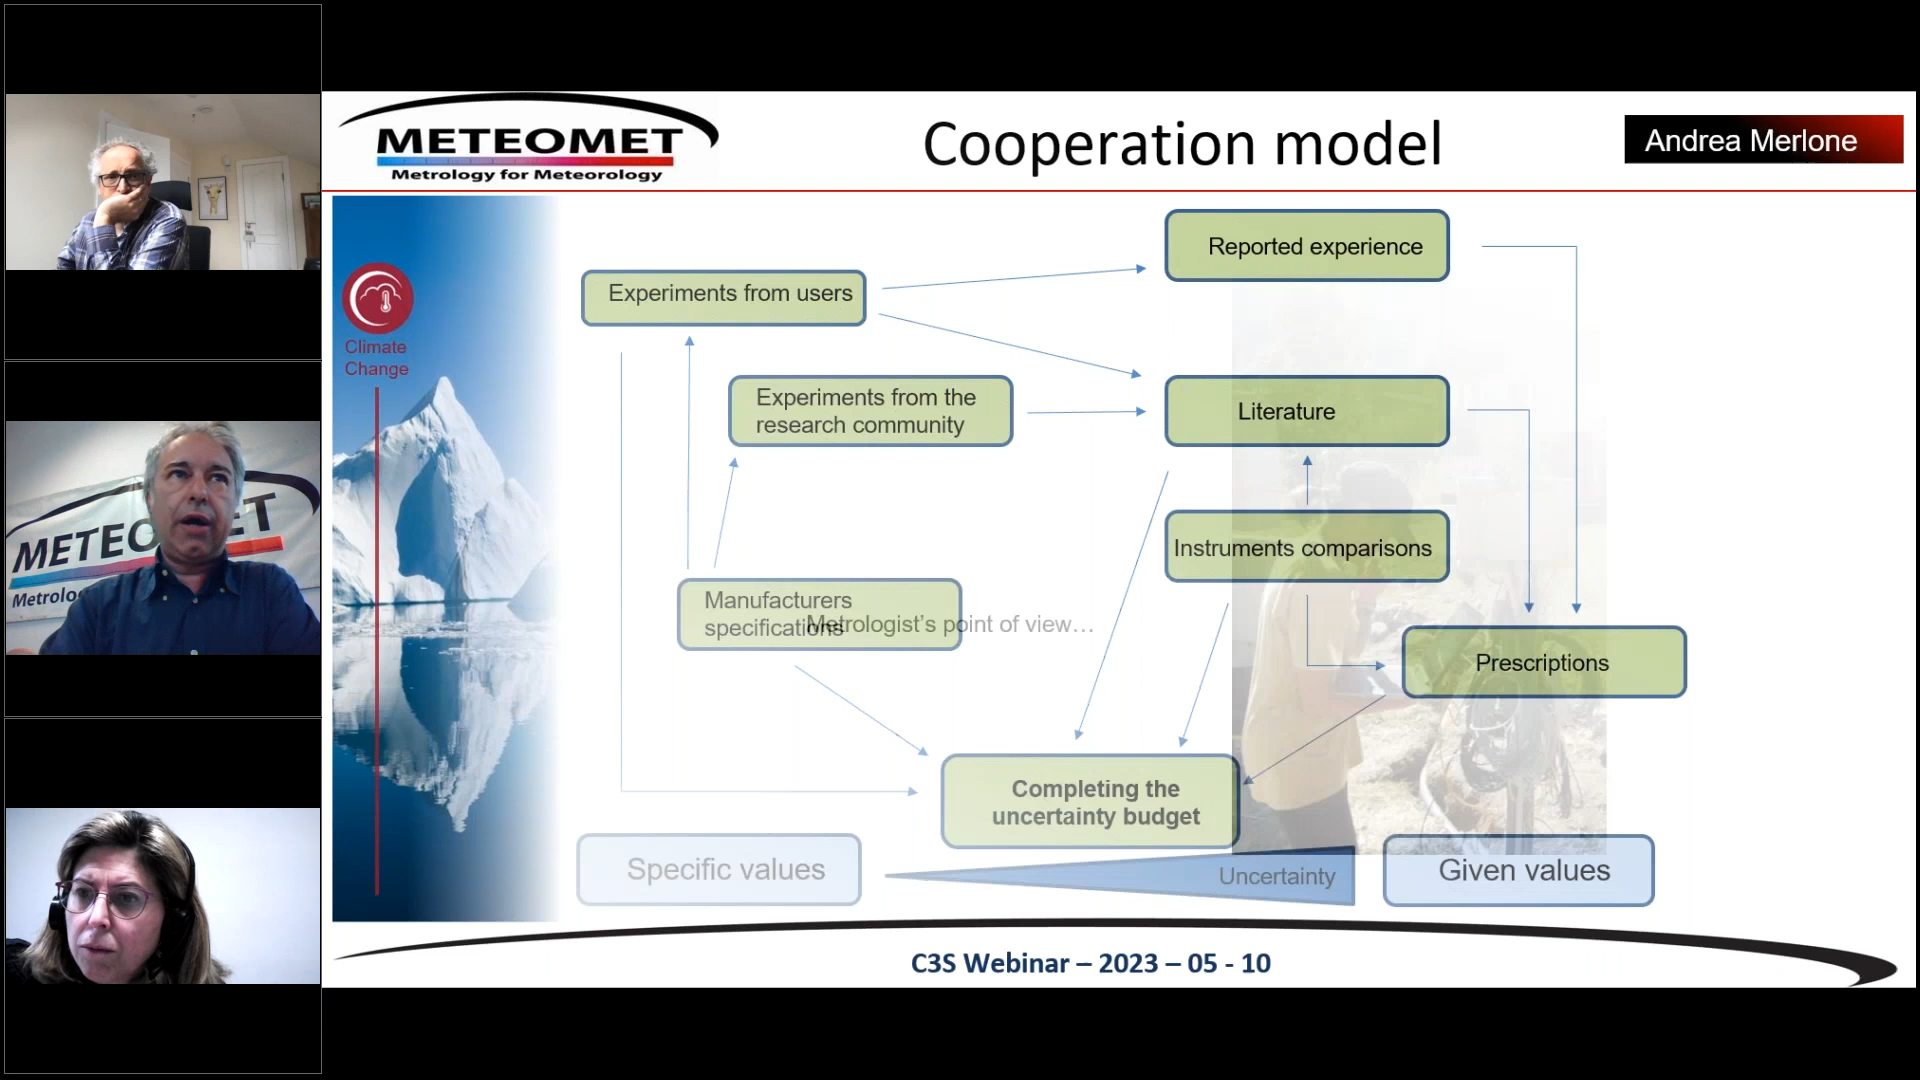 METEOMET
Metrology for Meteorology
Cooperation model
Andrea Merlone
Climate
Change
Reported experience
Experiments from users
Experiments from the
research community
Literature
Instruments comparisons
Manufacturers
specifications
Metrologist's point of view...
Prescriptions
Completing the
uncertainty budget
Specific values
Uncertainty
Given values
C3S Webinar – 2023 – 05 - 10
METEO
ET
Metrolo